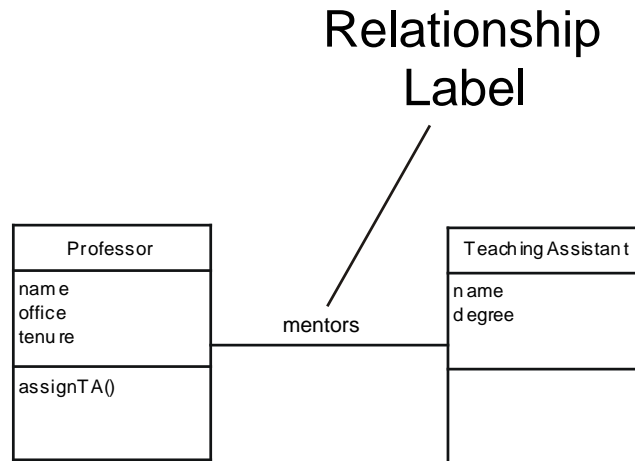 Relationship
Label
Professor
name
office
tenure
assignTA()
mentors
Teaching Assistant
name
degree